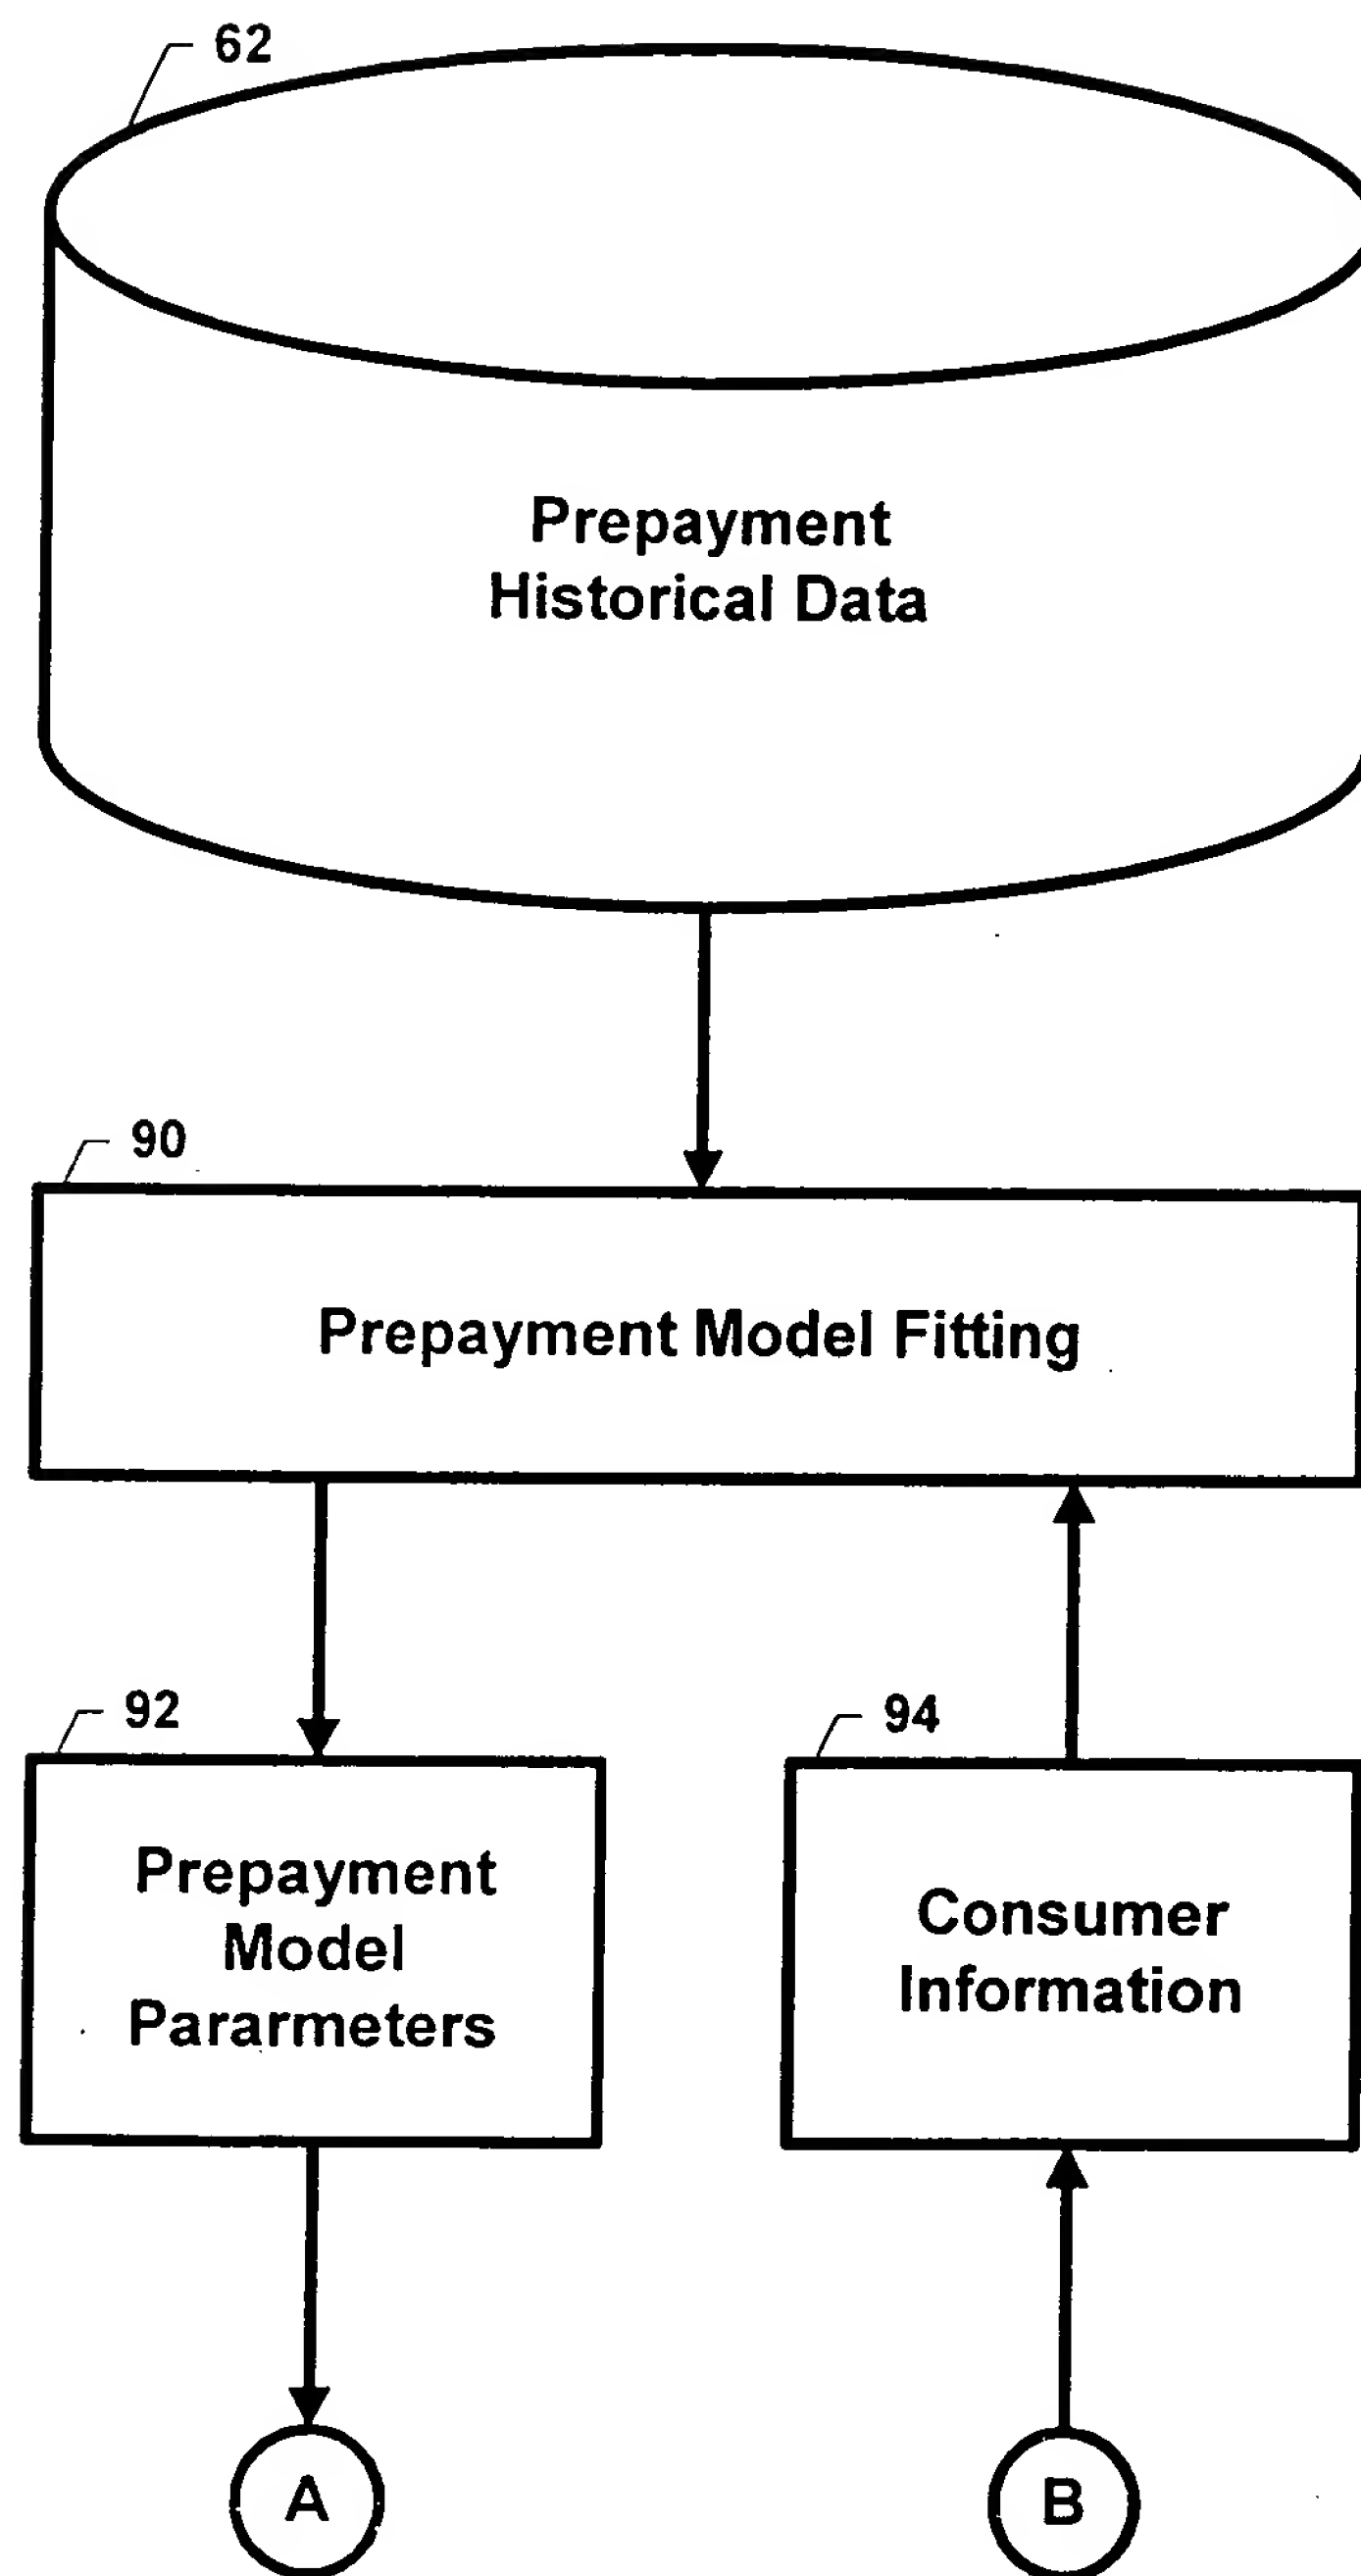 62
Prepayment
Historical Data
90
Prepayment Model Fitting
92
Prepayment
Model
Pararmeters
94
Consumer
Information
A
B